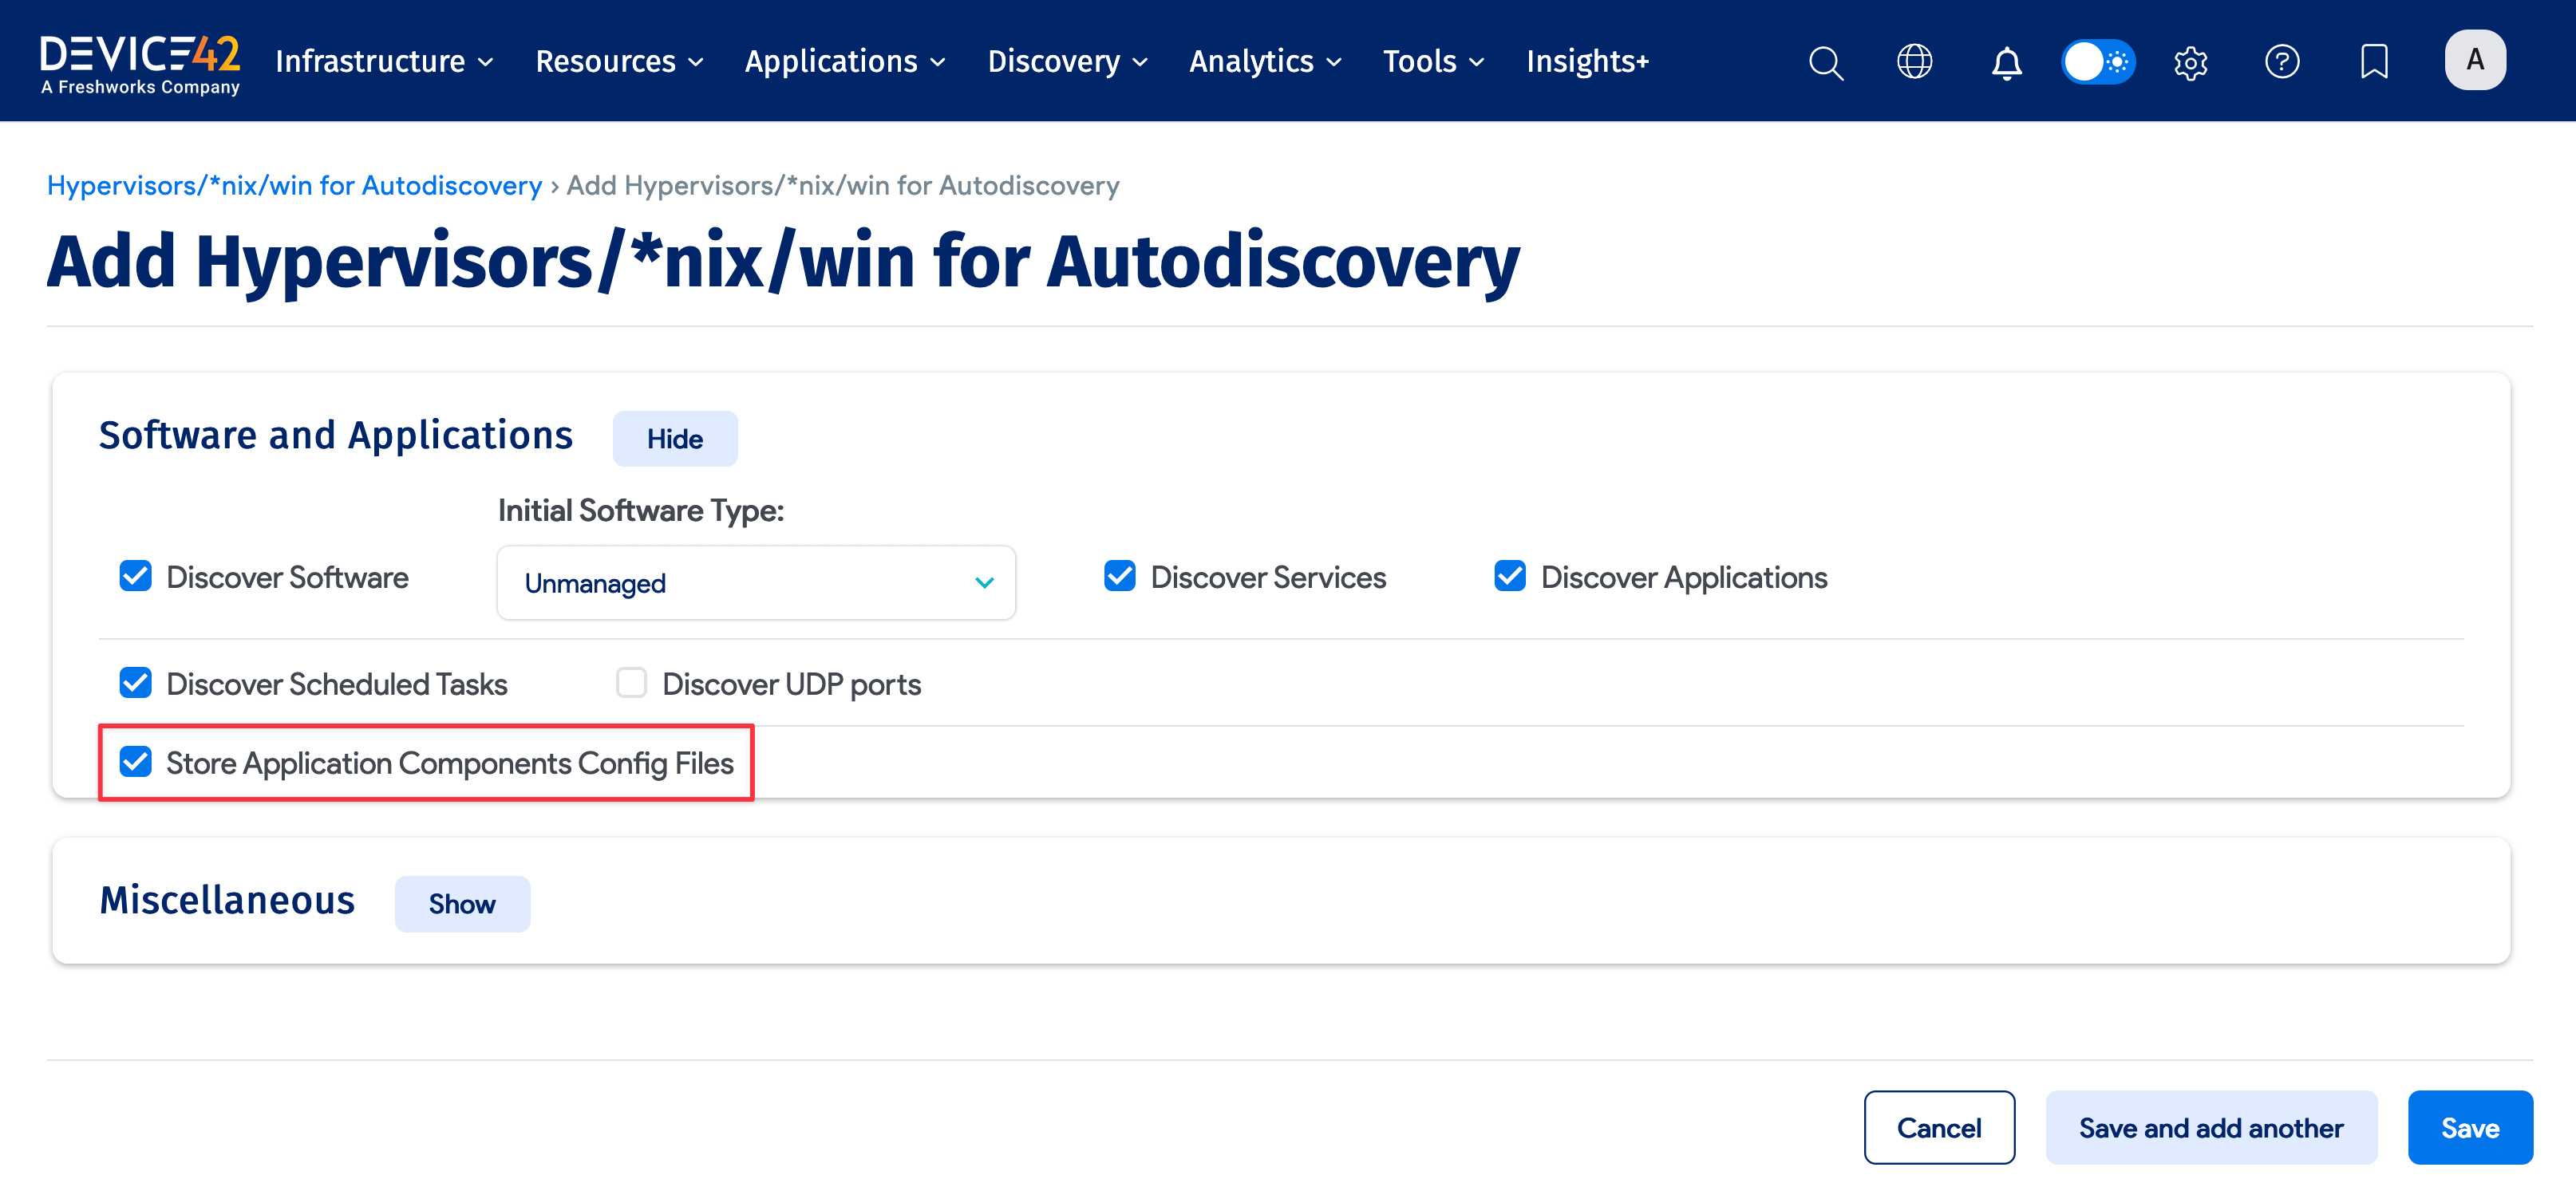 DEVICE42
A Freshworks Company
Infrastructure Resources Applications Discovery Analytics Tools Insights+
A
Hypervisors/*nix/win for Autodiscovery › Add Hypervisors/*nix/win for Autodiscovery
Add Hypervisors/*nix/win for Autodiscovery
Software and Applications Hide
Initial Software Type:
Discover Software Unmanaged Discover Services Discover Applications
Discover Scheduled Tasks Discover UDP ports
Store Application Components Config Files
Miscellaneous Show
Cancel Save and add another Save